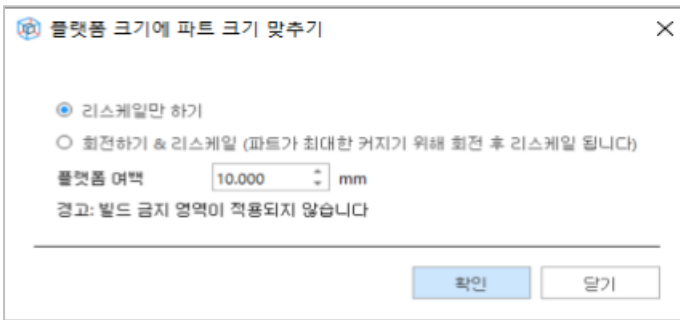 플랫폼 크기에 파트 크기 맞추기
리스케일만 하기
회전하기 & 리스케일 (파트가 최대한 커지기 위해 회전 후 리스케일 됩니다)
플랫폼 여백 10.000 mm
경고: 빌드 금지 영역이 적용되지 않습니다
확인 닫기